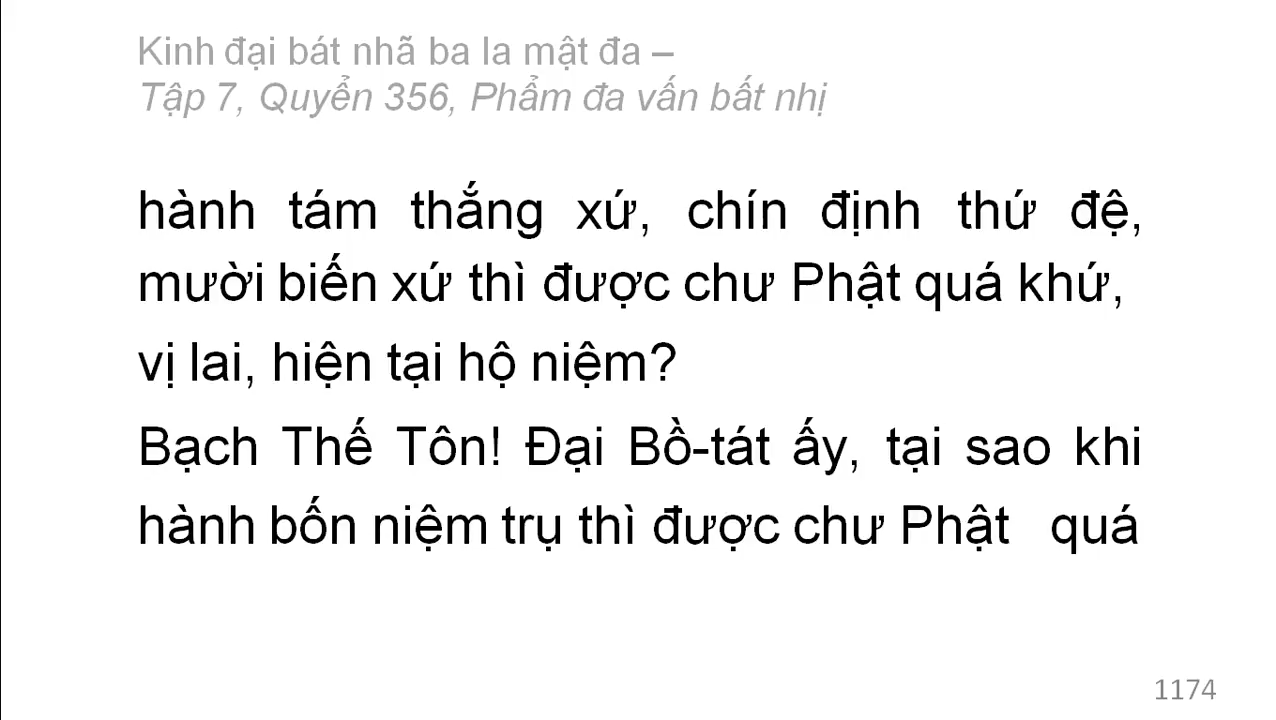 Kinh đại bát nhã ba la mật đa –
Tập 7, Quyển 356, Phẩm đa vấn bất nhị
hành tám thắng xứ, chín định thứ đệ,
mười biến xứ thì được chư Phật quá khứ,
vị lai, hiện tại hộ niệm?
Bạch Thế Tôn! Đại Bồ-tát ấy, tại sao khi
hành bốn niệm trụ thì được chư Phật quá
1174